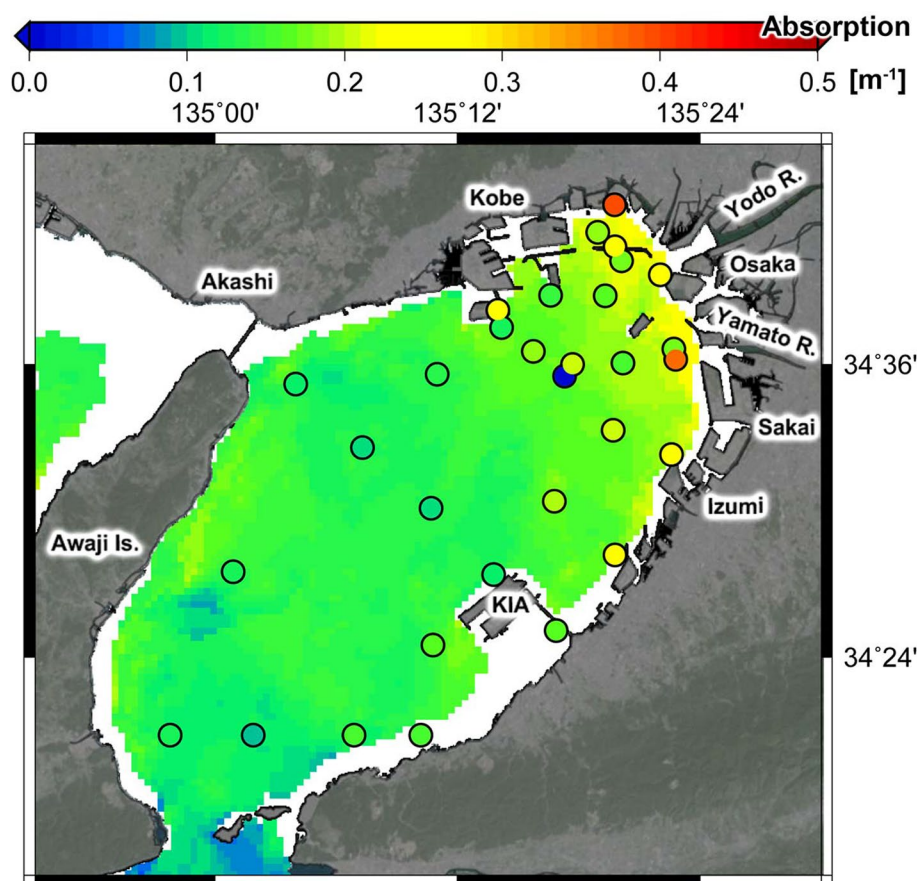 Absorption
0.0 0.1 0.2 0.3 0.4 0.5 [m⁻¹]
135°00' 135°12' 135°24'
Kobe
Yodo R.
Akashi
Osaka
Yamato R.
34°36'
Sakai
Izumi
Awaji Is.
KIA
34°24'